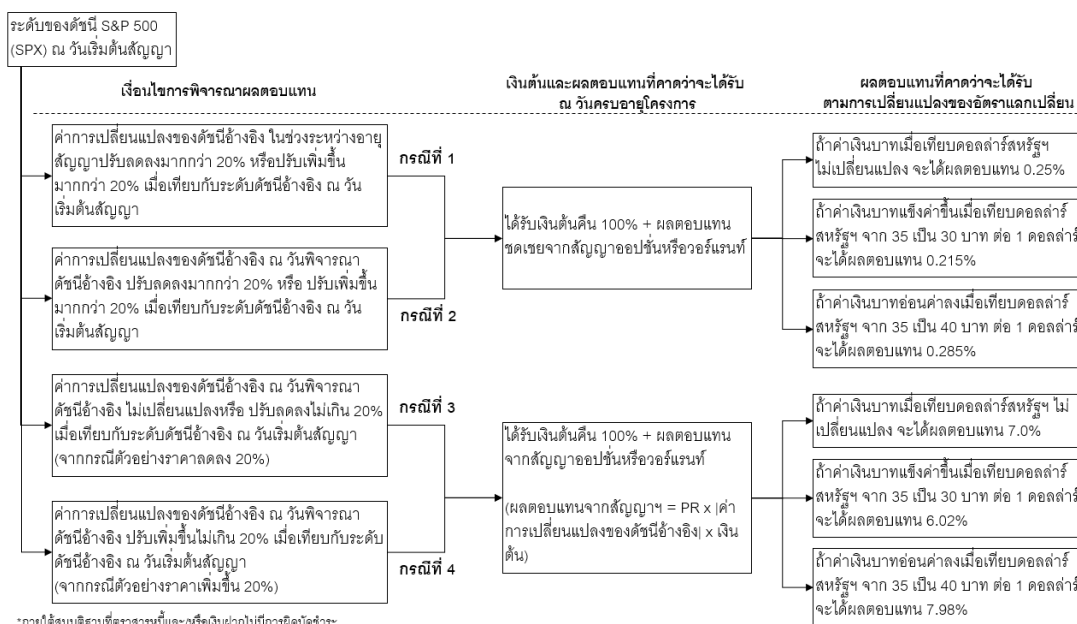 ระดับของดัชนี S&P 500
(SPX) ณ วันเริ่มต้นสัญญา
เงื่อนไขการพิจารณาผลตอบแทน
เงินต้นและผลตอบแทนที่คาดว่าจะได้รับ
ณ วันครบอายุโครงการ
ผลตอบแทนที่คาดว่าจะได้รับ
ตามการเปลี่ยนแปลงของอัตราแลกเปลี่ยน
ค่าการเปลี่ยนแปลงของดัชนีอ้างอิง ในช่วงระหว่างอายุ
สัญญาปรับลดลงมากกว่า 20% หรือปรับเพิ่มขึ้น
มากกว่า 20% เมื่อเทียบกับระดับดัชนีอ้างอิง ณ วัน
เริ่มต้นสัญญา
กรณีที่ 1
ค่าการเปลี่ยนแปลงของดัชนีอ้างอิง ณ วันพิจารณา
ดัชนีอ้างอิง ปรับลดลงมากกว่า 20% หรือ ปรับเพิ่มขึ้น
มากกว่า 20% เมื่อเทียบกับระดับดัชนีอ้างอิง ณ วัน
เริ่มต้นสัญญา
กรณีที่ 2
ได้รับเงินต้นคืน 100% + ผลตอบแทน
ชดเชยจากสัญญาออปชั่นหรือวอร์แรนท์
ถ้าค่าเงินบาทเมื่อเทียบดอลล่าร์สหรัฐฯ
ไม่เปลี่ยนแปลง จะได้ผลตอบแทน 0.25%
ถ้าค่าเงินบาทแข็งค่าขึ้นเมื่อเทียบดอลล่าร์
สหรัฐฯ จาก 35 เป็น 30 บาท ต่อ 1 ดอลล่าร์
จะได้ผลตอบแทน 0.215%
ถ้าค่าเงินบาทอ่อนค่าลงเมื่อเทียบดอลล่าร์
สหรัฐฯ จาก 35 เป็น 40 บาท ต่อ 1 ดอลล่าร์
จะได้ผลตอบแทน 0.285%
ค่าการเปลี่ยนแปลงของดัชนีอ้างอิง ณ วันพิจารณา
ดัชนีอ้างอิง ไม่เปลี่ยนแปลงหรือ ปรับลดลงไม่เกิน 20%
เมื่อเทียบกับระดับดัชนีอ้างอิง ณ วันเริ่มต้นสัญญา
(จากกรณีตัวอย่างราคาลดลง 20%)
กรณีที่ 3
ค่าการเปลี่ยนแปลงของดัชนีอ้างอิง ณ วันพิจารณา
ดัชนีอ้างอิง ปรับเพิ่มขึ้นไม่เกิน 20% เมื่อเทียบกับระดับ
ดัชนีอ้างอิง ณ วันเริ่มต้นสัญญา
(จากกรณีตัวอย่างราคาเพิ่มขึ้น 20%)
กรณีที่ 4
ได้รับเงินต้นคืน 100% + ผลตอบแทน
จากสัญญาออปชั่นหรือวอร์แรนท์
(ผลตอบแทนจากสัญญาฯ = PR x |ค่า
การเปลี่ยนแปลงของดัชนีอ้างอิง| x เงิน
ต้น)
ถ้าค่าเงินบาทเมื่อเทียบดอลล่าร์สหรัฐฯ ไม่
เปลี่ยนแปลง จะได้ผลตอบแทน 7.0%
ถ้าค่าเงินบาทแข็งค่าขึ้นเมื่อเทียบดอลล่าร์
สหรัฐฯ จาก 35 เป็น 30 บาท ต่อ 1 ดอลล่าร์
จะได้ผลตอบแทน 6.02%
ถ้าค่าเงินบาทอ่อนค่าลงเมื่อเทียบดอลล่าร์
สหรัฐฯ จาก 35 เป็น 40 บาท ต่อ 1 ดอลล่าร์
จะได้ผลตอบแทน 7.98%
*ภายใต้สมมติฐานที่ตราสารหนี้และ/หรือเงินฝากไม่มีการผิดนัดชำระ